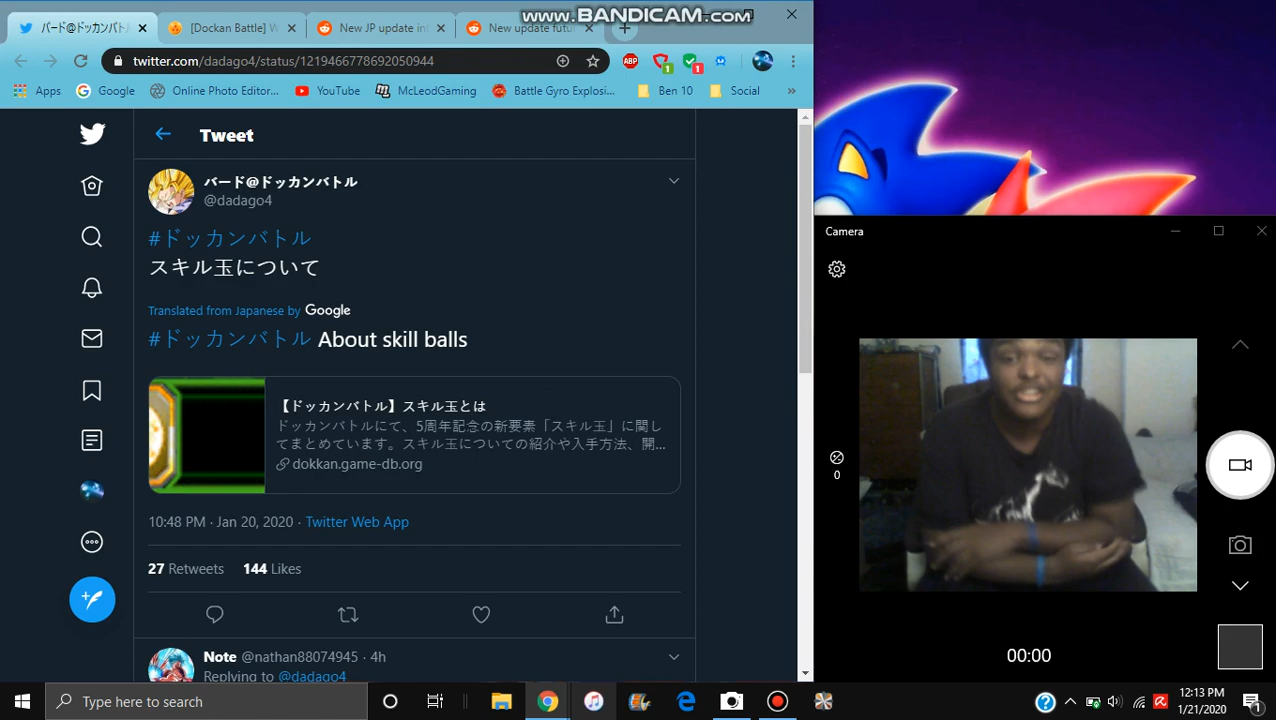 www.BANDICAM.com
バード@ドッカンバトル
[Dockan Battle] W
New JP update in
New update futu
twitter.com/dadago4/status/1219466778692050944
ABP
1
1
Apps
Google
Online Photo Editor...
YouTube
McLeodGaming
Battle Gyro Explosi...
Ben 10
Social
»
Tweet
バード@ドッカンバトル
@dadago4
#ドッカンバトル
スキル玉について
Translated from Japanese by Google
#ドッカンバトル About skill balls
【ドッカンバトル】スキル玉とは
ドッカンバトルにて、5周年記念の新要素「スキル玉」に関し
てまとめています。スキル玉についての紹介や入手方法、開...
dokkan.game-db.org
10:48 PM · Jan 20, 2020 · Twitter Web App
27 Retweets 144 Likes
Note @nathan88074945 · 4h
Replying to @dadago4
Camera
0
00:00
Type here to search
12:13 PM
1/21/2020
1